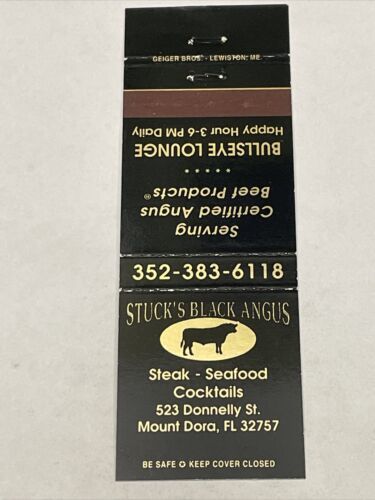 GEIGER BROS. - LEWISTON, ME.
Serving
Certified Angus
Beef Products®
* * * * *
BULLSEYE LOUNGE
Happy Hour 3-6 PM Daily
352-383-6118
STUCK'S BLACK ANGUS
Steak - Seafood
Cocktails
523 Donnelly St.
Mount Dora, FL 32757
BE SAFE ✪ KEEP COVER CLOSED